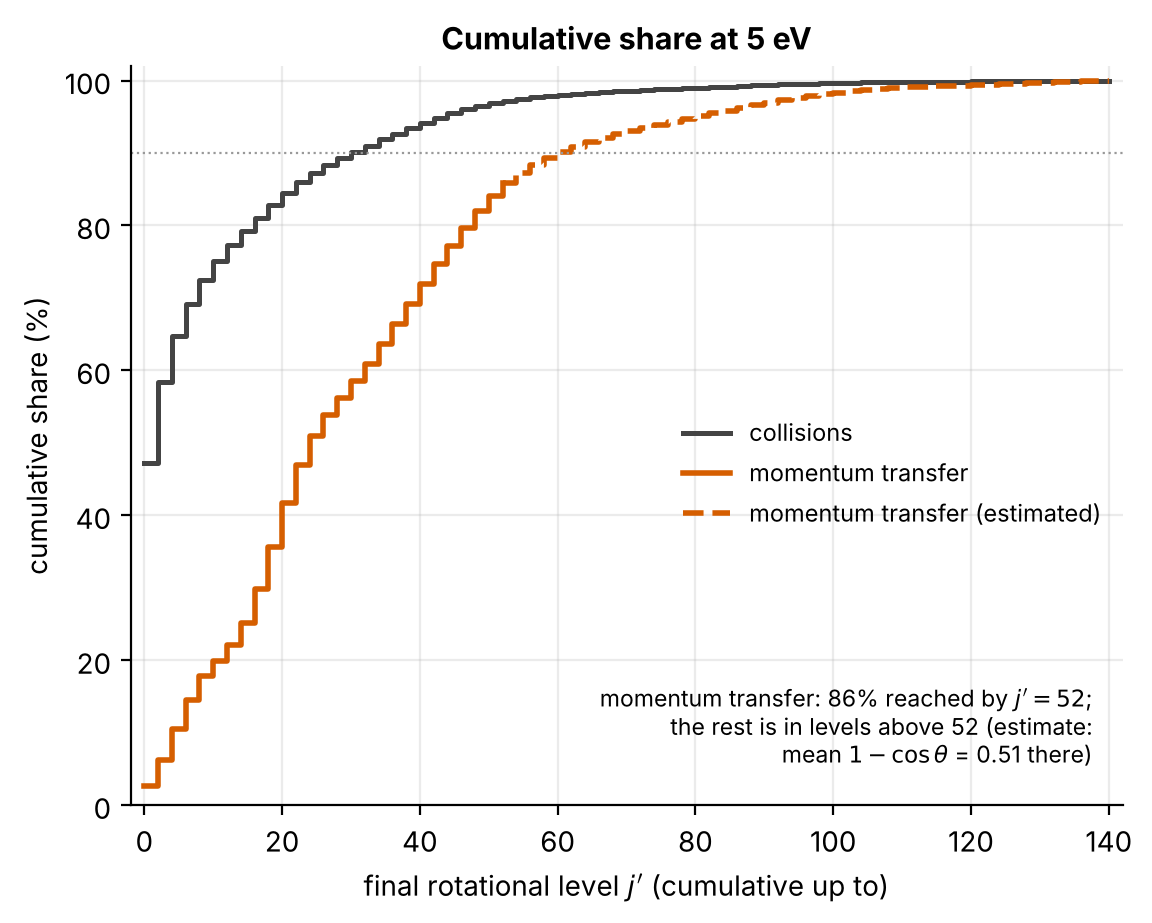 Cumulative share at 5 eV
cumulative share (%)
100
80
60
40
20
0
collisions
momentum transfer
momentum transfer (estimated)
momentum transfer: 86% reached by j′ = 52;
the rest is in levels above 52 (estimate:
mean 1 − cos θ = 0.51 there)
0 20 40 60 80 100 120 140
final rotational level j′ (cumulative up to)